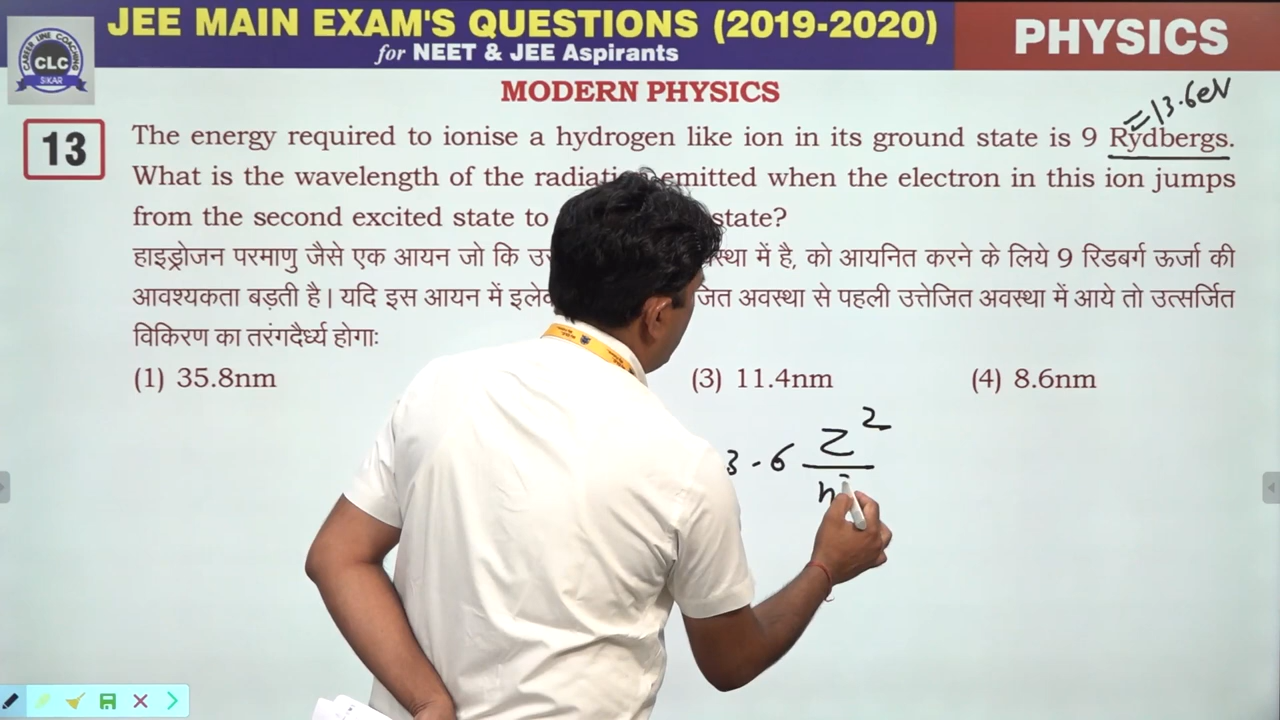 JEE MAIN EXAM'S QUESTIONS (2019-2020)
for NEET & JEE Aspirants
PHYSICS
CAREER LINE COACHING
CLC
SIKAR
MODERN PHYSICS
=13.6eV
13
The energy required to ionise a hydrogen like ion in its ground state is 9 Rydbergs.
What is the wavelength of the radiation emitted when the electron in this ion jumps
from the second excited state to state?
हाइड्रोजन परमाणु जैसे एक आयन जो कि में है, को आयनित करने के लिये 9 रिडबर्ग ऊर्जा की
आवश्यकता बड़ती है। यदि इस आयन में अवस्था से पहली उत्तेजित अवस्था में आये तो उत्सर्जित
विकिरण का तरंगदैर्ध्य होगाः
(1) 35.8nm (3) 11.4nm (4) 8.6nm
3.6 Z²
n